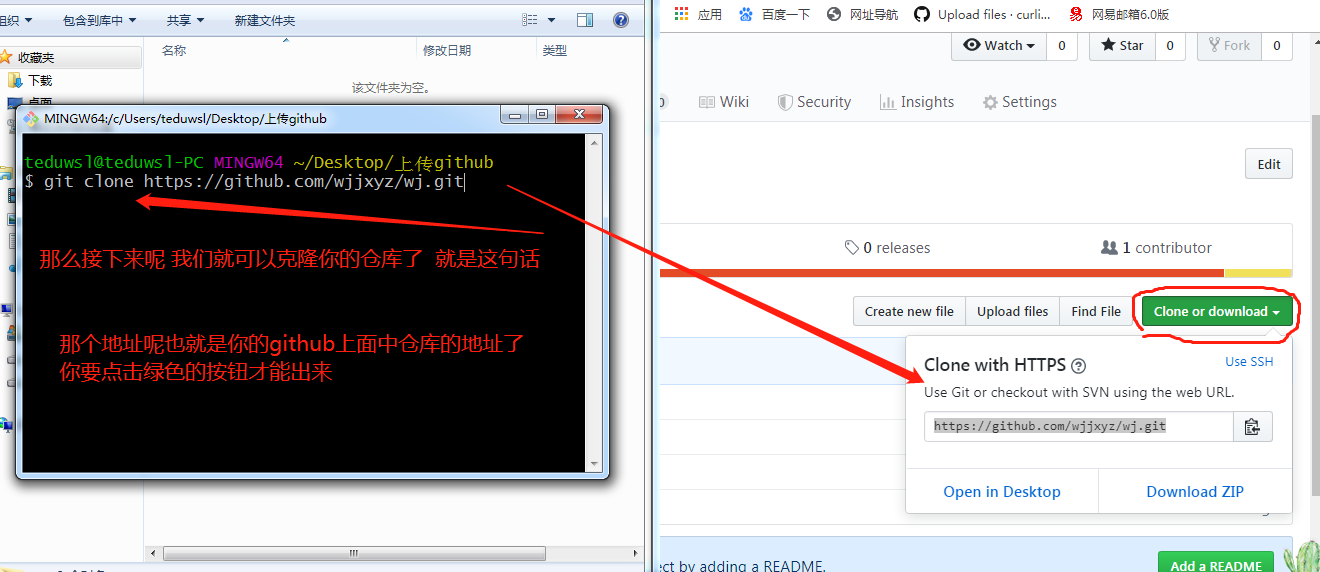 组织 包含到库中 共享 新建文件夹
名称 修改日期 类型
收藏夹
下载
桌面
该文件夹为空。
MINGW64:/c/Users/teduwsl/Desktop/上传github
teduwsl@teduwsl-PC MINGW64 ~/Desktop/上传github
$ git clone https://github.com/wjjxyz/wj.git
那么接下来呢 我们就可以克隆你的仓库了 就是这句话
那个地址呢也就是你的github上面中仓库的地址了
你要点击绿色的按钮才能出来
应用 百度一下 网址导航 Upload files · curli... 网易邮箱6.0版
Watch 0 Star 0 Fork 0
0 Wiki Security Insights Settings
Edit
0 releases 1 contributor
Create new file Upload files Find File Clone or download
Clone with HTTPS Use SSH
Use Git or checkout with SVN using the web URL.
https://github.com/wjjxyz/wj.git
Open in Desktop Download ZIP
ect by adding a README. Add a README